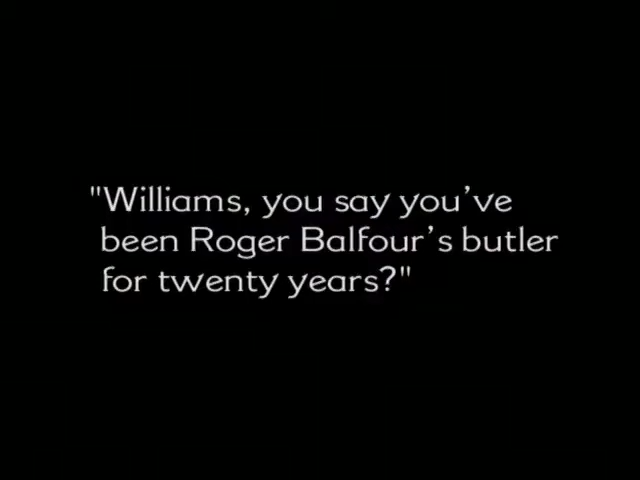 "Williams, you say you’ve
been Roger Balfour’s butler
for twenty years?"